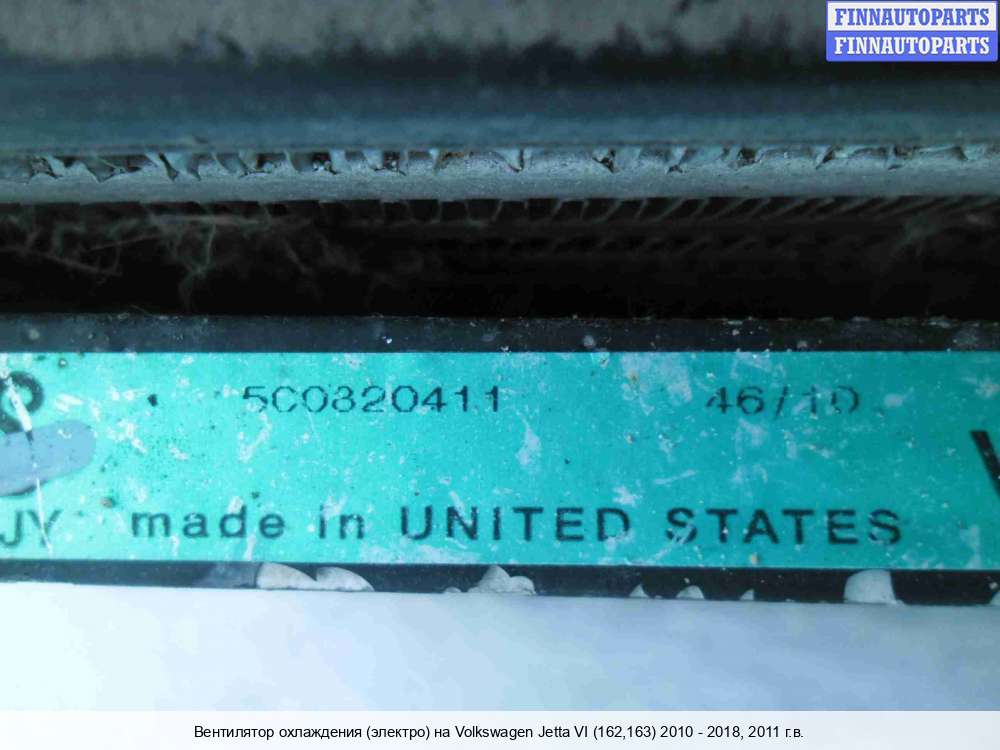 FINNAUTOPARTS
FINNAUTOPARTS
5C0820411 46/10
JY made in UNITED STATES
Вентилятор охлаждения (электро) на Volkswagen Jetta VI (162,163) 2010 - 2018, 2011 г.в.